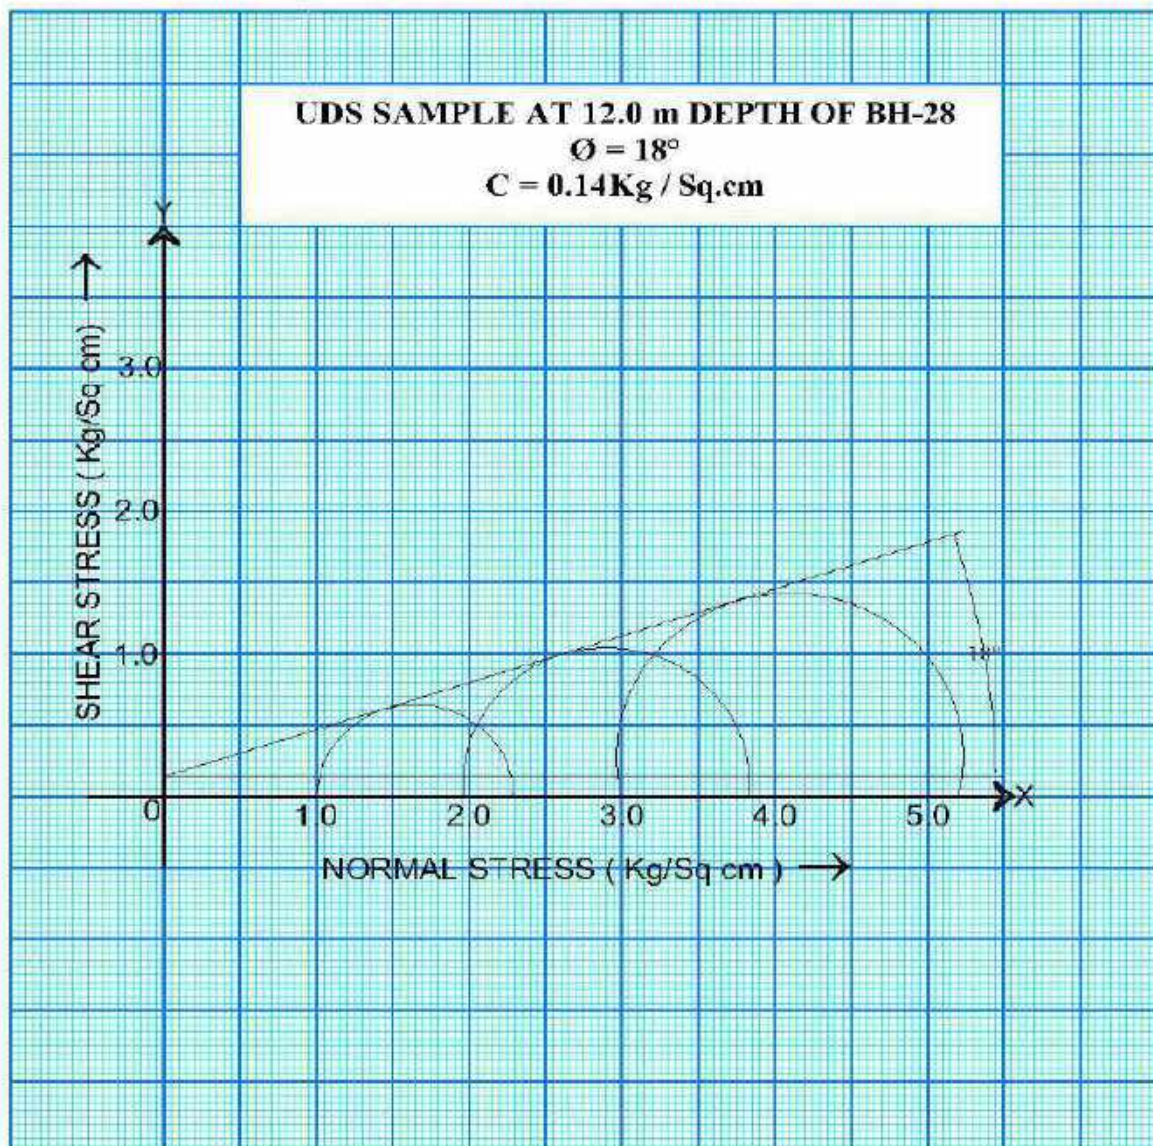 UDS SAMPLE AT 12.0 m DEPTH OF BH-28
Ø = 18°
C = 0.14Kg / Sq.cm
Y
SHEAR STRESS ( Kg/Sq cm)
3.0
2.0
1.0
0
1.0
2.0
3.0
4.0
5.0
X
NORMAL STRESS ( Kg/Sq cm )